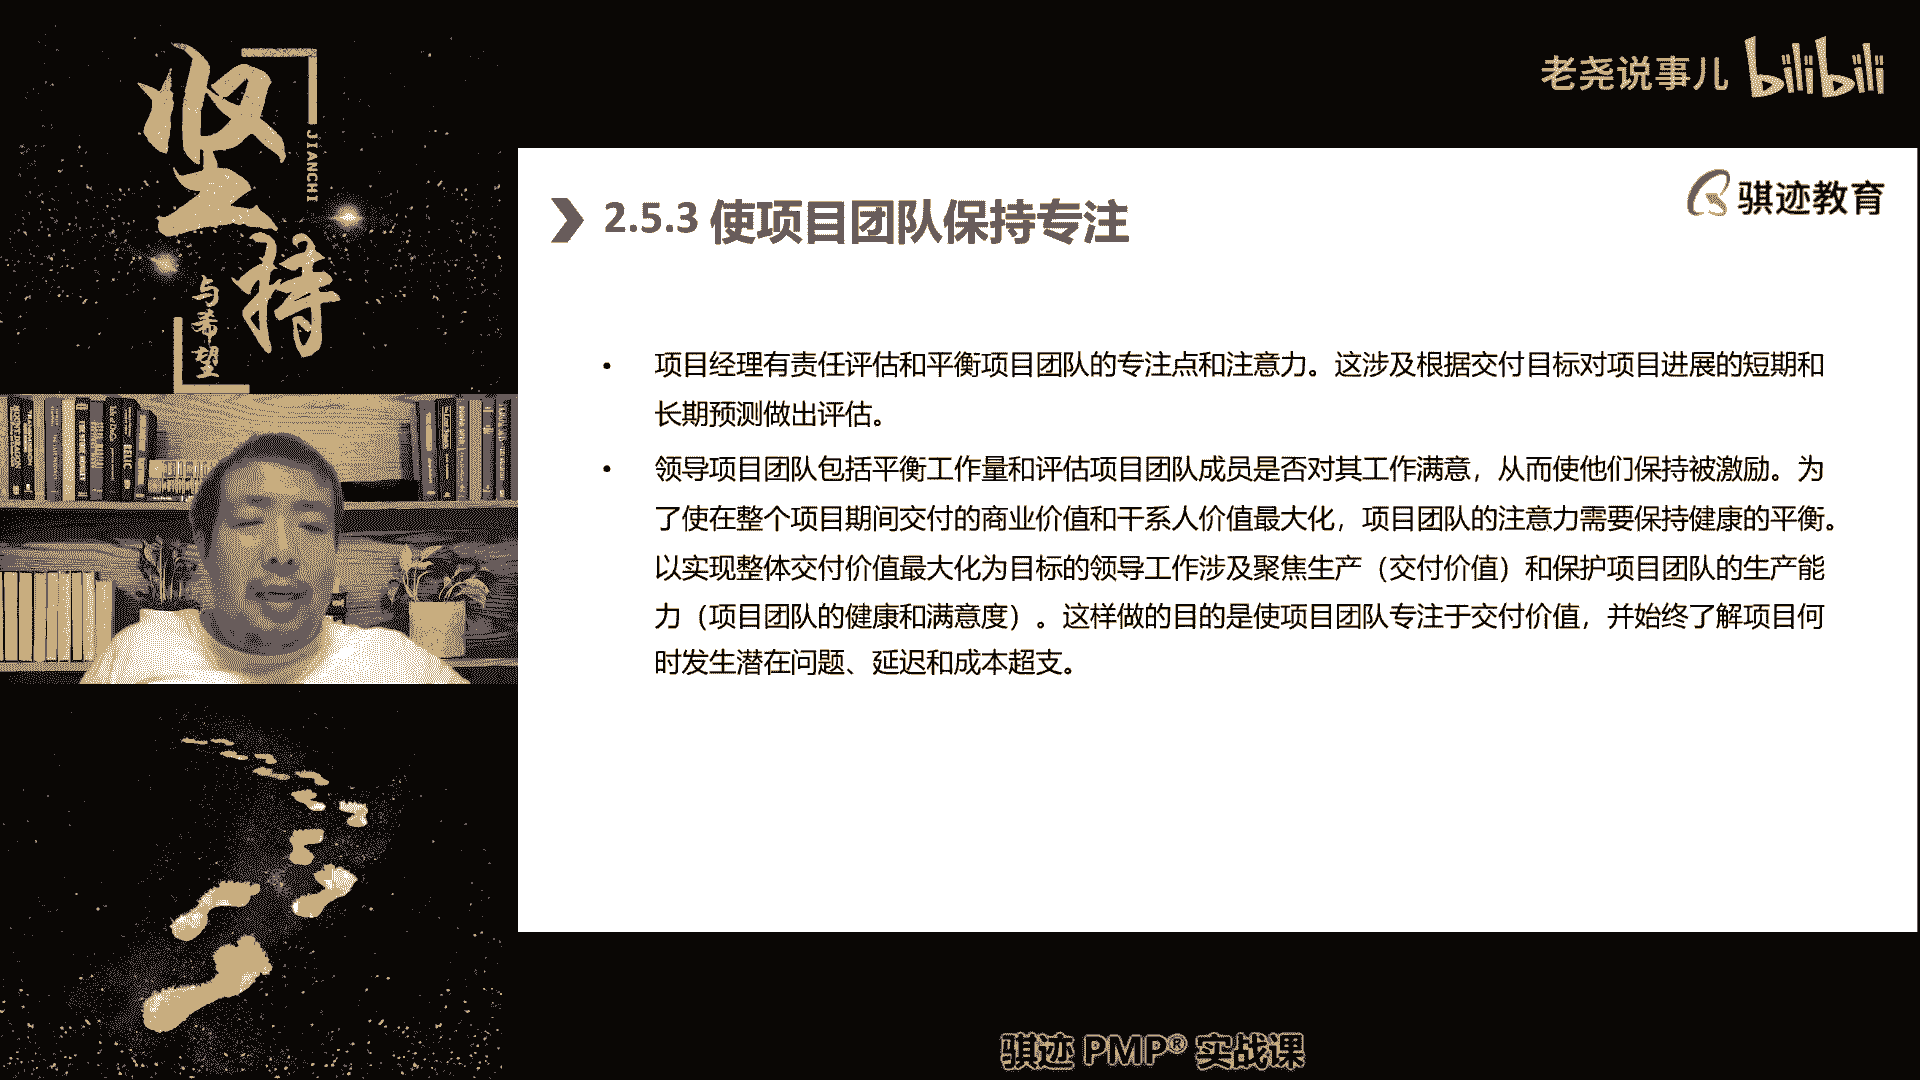 坚持
JIANCHI
与希望
老尧说事儿 bilibili
骐迹教育
2.5.3 使项目团队保持专注
• 项目经理有责任评估和平衡项目团队的专注点和注意力。这涉及根据交付目标对项目进展的短期和
长期预测做出评估。
• 领导项目团队包括平衡工作量和评估项目团队成员是否对其工作满意，从而使他们保持被激励。为
了使在整个项目期间交付的商业价值和干系人价值最大化，项目团队的注意力需要保持健康的平衡。
以实现整体交付价值最大化为目标的领导工作涉及聚焦生产（交付价值）和保护项目团队的生产能
力（项目团队的健康和满意度）。这样做的目的是使项目团队专注于交付价值，并始终了解项目何
时发生潜在问题、延迟和成本超支。
骐迹 PMP® 实战课